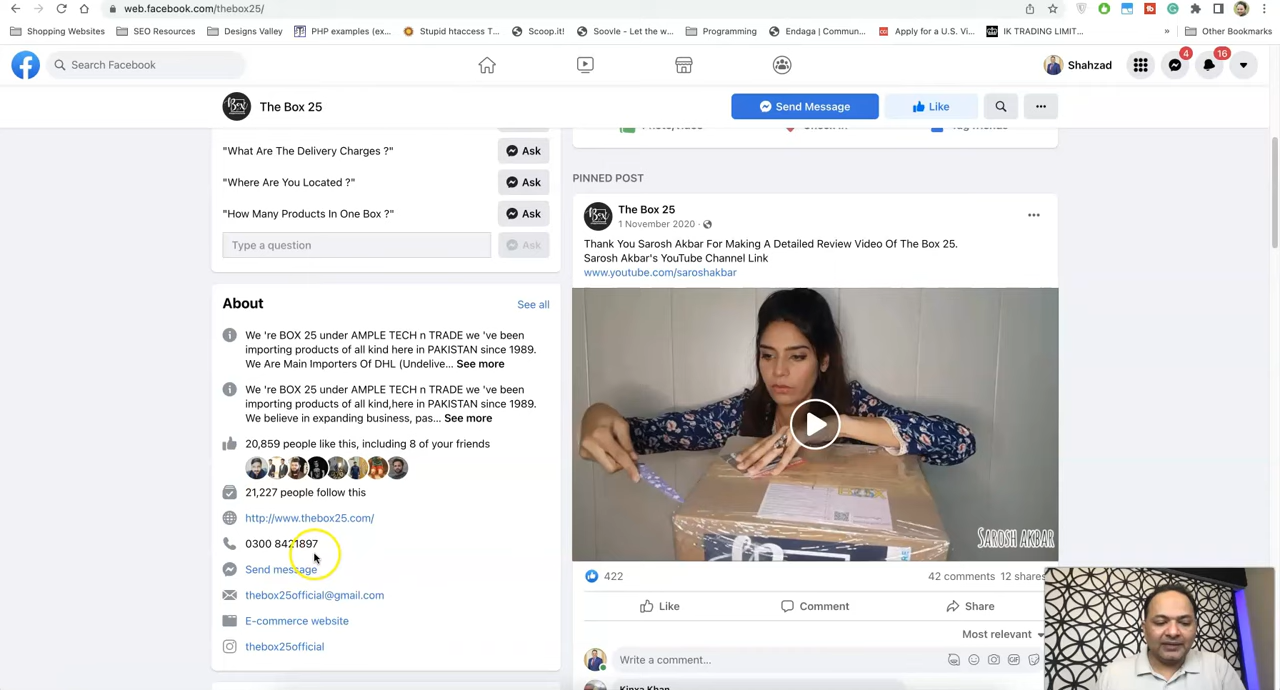 web.facebook.com/thebox25/
Shopping Websites
SEO Resources
Designs Valley
PHP examples (ex...
Stupid htaccess T...
Scoop.it!
Soovle - Let the w...
Programming
Endaga | Commun...
Apply for a U.S. Vi...
IK TRADING LIMIT...
»
Other Bookmarks
Search Facebook
Shahzad
4
16
The Box 25
Send Message
Like
"What Are The Delivery Charges ?"
Ask
"Where Are You Located ?"
Ask
"How Many Products In One Box ?"
Ask
Type a question
Ask
About
See all
We 're BOX 25 under AMPLE TECH n TRADE we 've been
importing products of all kind here in PAKISTAN since 1989.
We Are Main Importers Of DHL (Undelive... See more
We 're BOX 25 under AMPLE TECH n TRADE we 've been
importing products of all kind,here in PAKISTAN since 1989.
We believe in expanding business, pas... See more
20,859 people like this, including 8 of your friends
21,227 people follow this
http://www.thebox25.com/
0300 8421897
Send message
thebox25official@gmail.com
E-commerce website
thebox25official
PINNED POST
The Box 25
1 November 2020
Thank You Sarosh Akbar For Making A Detailed Review Video Of The Box 25.
Sarosh Akbar's YouTube Channel Link
www.youtube.com/saroshakbar
SAROSH AKBAR
422
42 comments 12 shares
Like
Comment
Share
Most relevant
Write a comment...
GIF
Kinza Khan